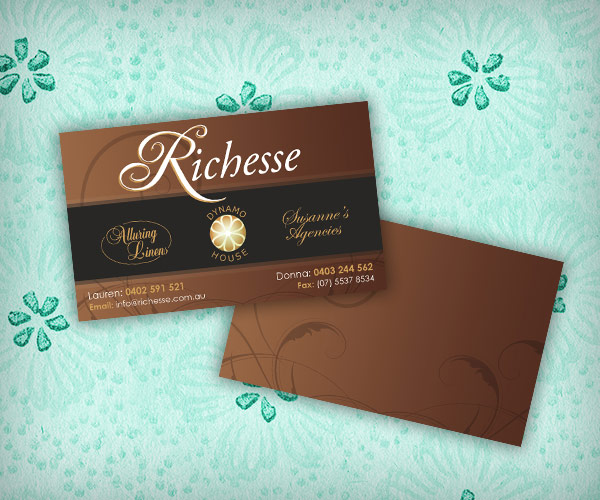 Richesse
Alluring
Linens
DYNAMO
HOUSE
Susanne's
Agencies
Lauren: 0402 591 521
Email: info@richesse.com.au
Donna: 0403 244 562
Fax: (07) 5537 8534